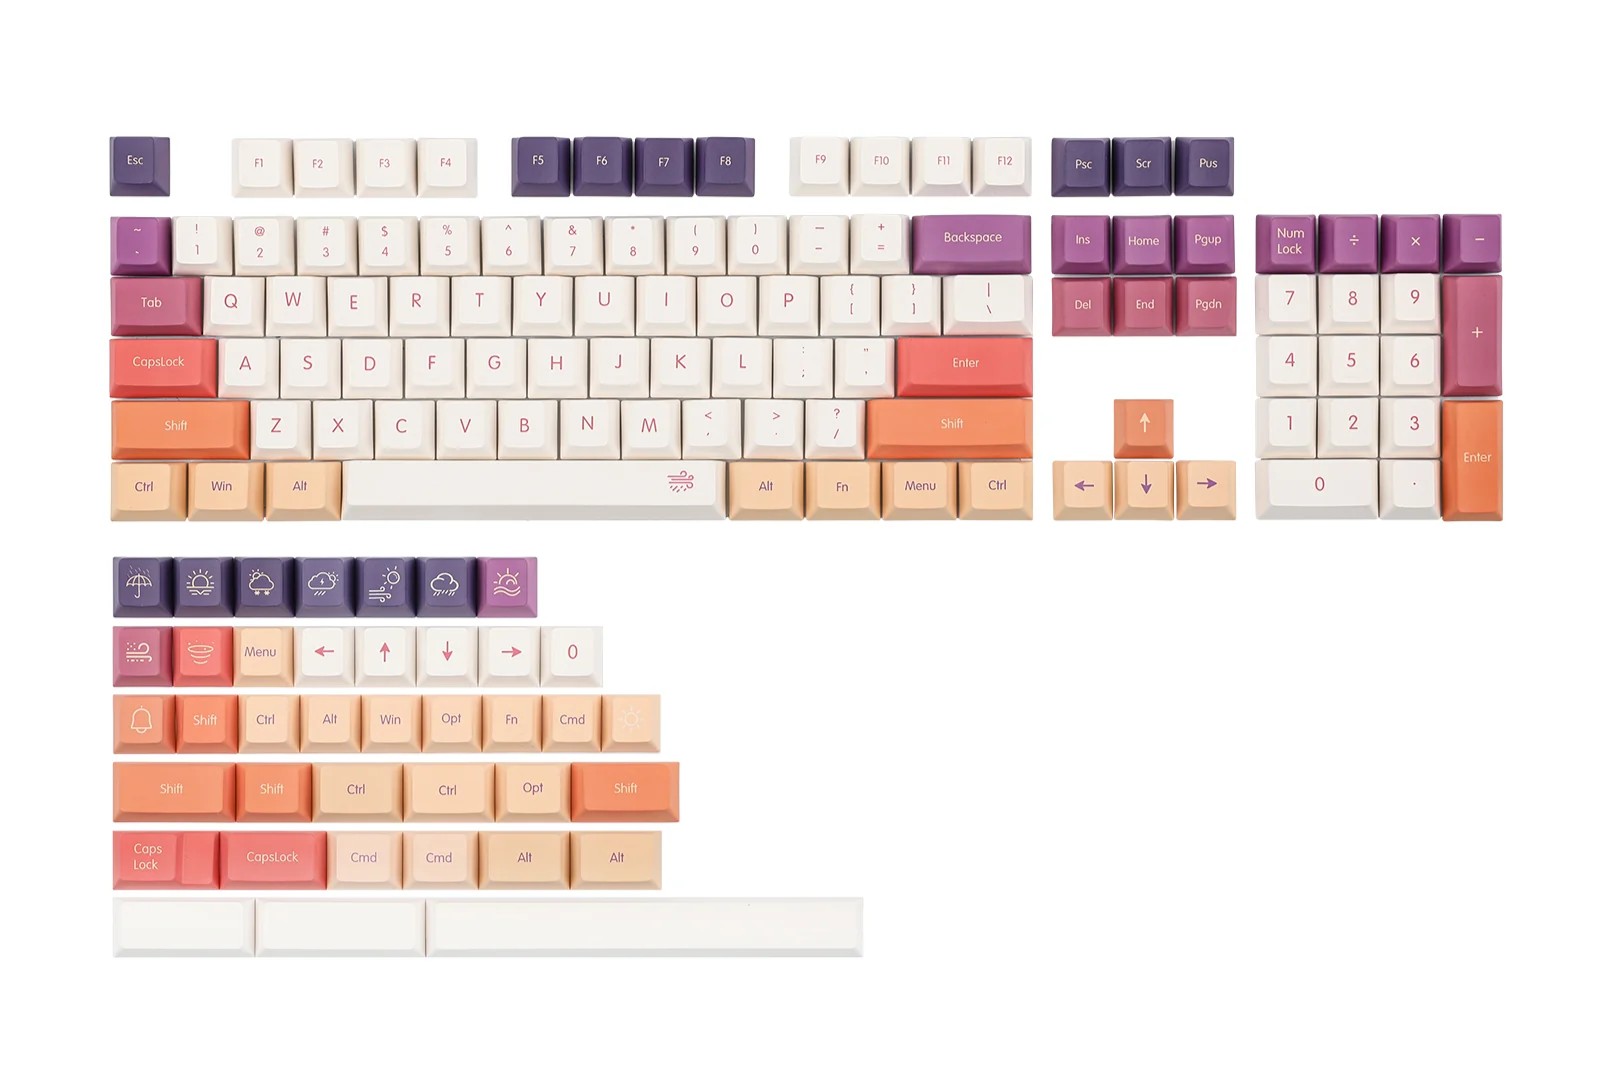 Esc F1 F2 F3 F4 F5 F6 F7 F8 F9 F10 F11 F12 Psc Scr Pus
~ ! @ # $ % ^ & * ( ) — +
` 1 2 3 4 5 6 7 8 9 0 – = Backspace Ins Home Pgup Num Lock ÷ × −
Tab Q W E R T Y U I O P { [ } ] | \ Del End Pgdn 7 8 9 +
CapsLock A S D F G H J K L : ; " ' Enter 4 5 6
Shift Z X C V B N M < , > . ? / Shift ↑ 1 2 3 Enter
Ctrl Win Alt Alt Fn Menu Ctrl ← ↓ → 0 .
Menu ← ↑ ↓ → 0
Shift Ctrl Alt Win Opt Fn Cmd
Shift Shift Ctrl Ctrl Opt Shift
Caps Lock CapsLock Cmd Cmd Alt Alt